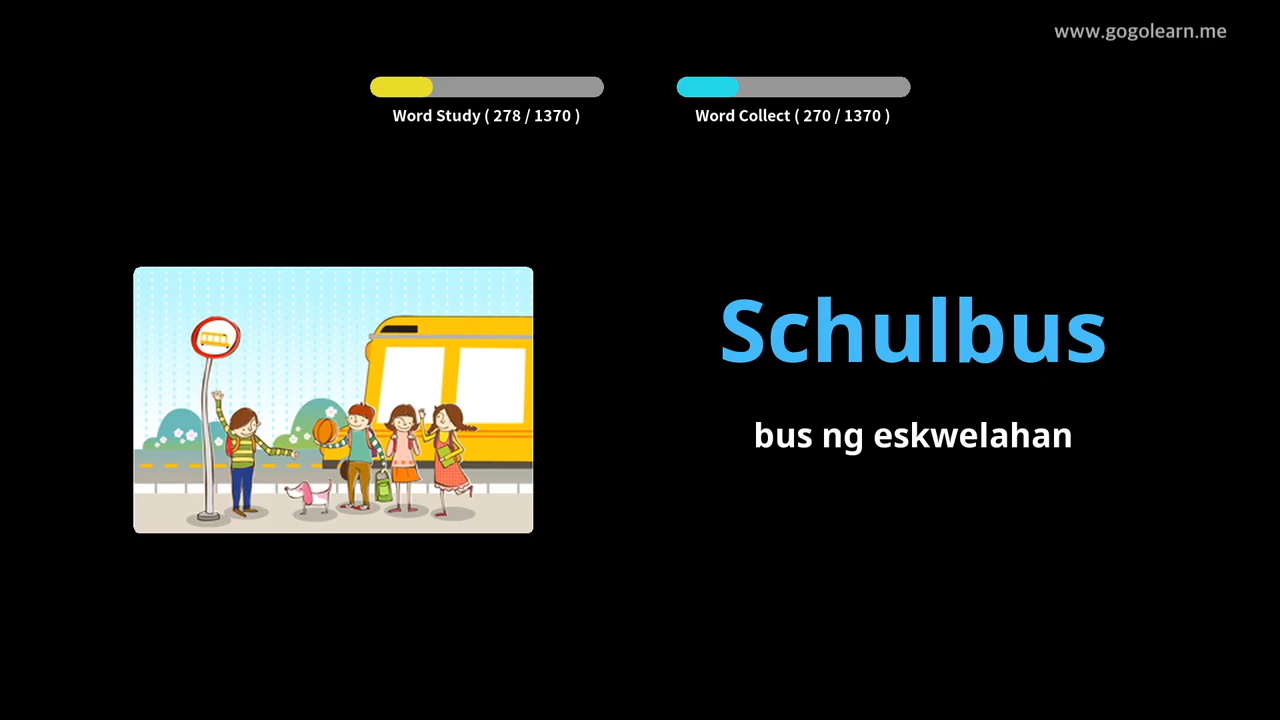 www.gogolearn.me
Word Study ( 278 / 1370 )
Word Collect ( 270 / 1370 )
Schulbus
bus ng eskwelahan